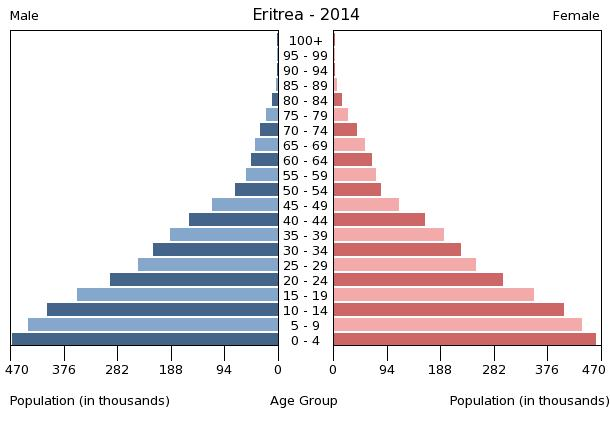 Male Eritrea - 2014 Female
100+
95 - 99
90 - 94
85 - 89
80 - 84
75 - 79
70 - 74
65 - 69
60 - 64
55 - 59
50 - 54
45 - 49
40 - 44
35 - 39
30 - 34
25 - 29
20 - 24
15 - 19
10 - 14
5 - 9
0 - 4
470 376 282 188 94 0 0 94 188 282 376 470
Population (in thousands) Age Group Population (in thousands)